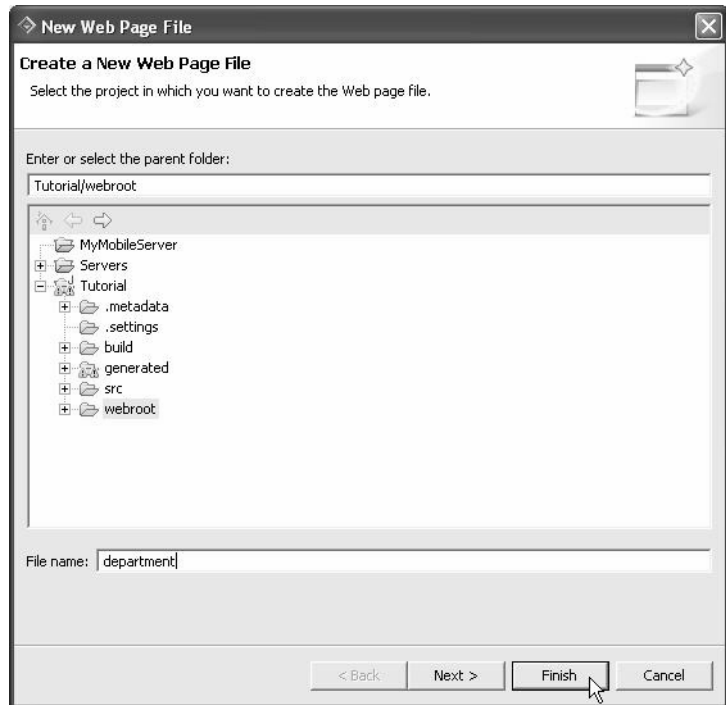 New Web Page File
Create a New Web Page File
Select the project in which you want to create the Web page file.
Enter or select the parent folder:
Tutorial/webroot
MyMobileServer
Servers
Tutorial
.metadata
.settings
build
generated
src
webroot
File name: department
< Back Next > Finish Cancel